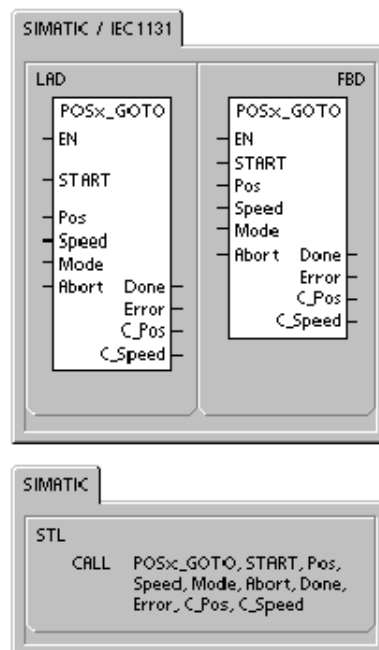 SIMATIC / IEC 1131
LAD
POSx_GOTO
EN
START
Pos
Speed
Mode
Abort Done
Error
C_Pos
C_Speed
FBD
POSx_GOTO
EN
START
Pos
Speed
Mode
Abort Done
Error
C_Pos
C_Speed
SIMATIC
STL
CALL POSx_GOTO, START, Pos,
Speed, Mode, Abort, Done,
Error, C_Pos, C_Speed